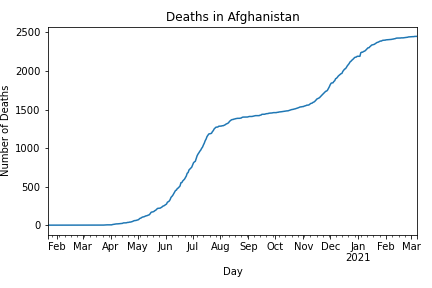 Deaths in Afghanistan
2500
2000
1500
1000
500
0
Number of Deaths
Feb Mar Apr May Jun Jul Aug Sep Oct Nov Dec Jan Feb Mar
2021
Day